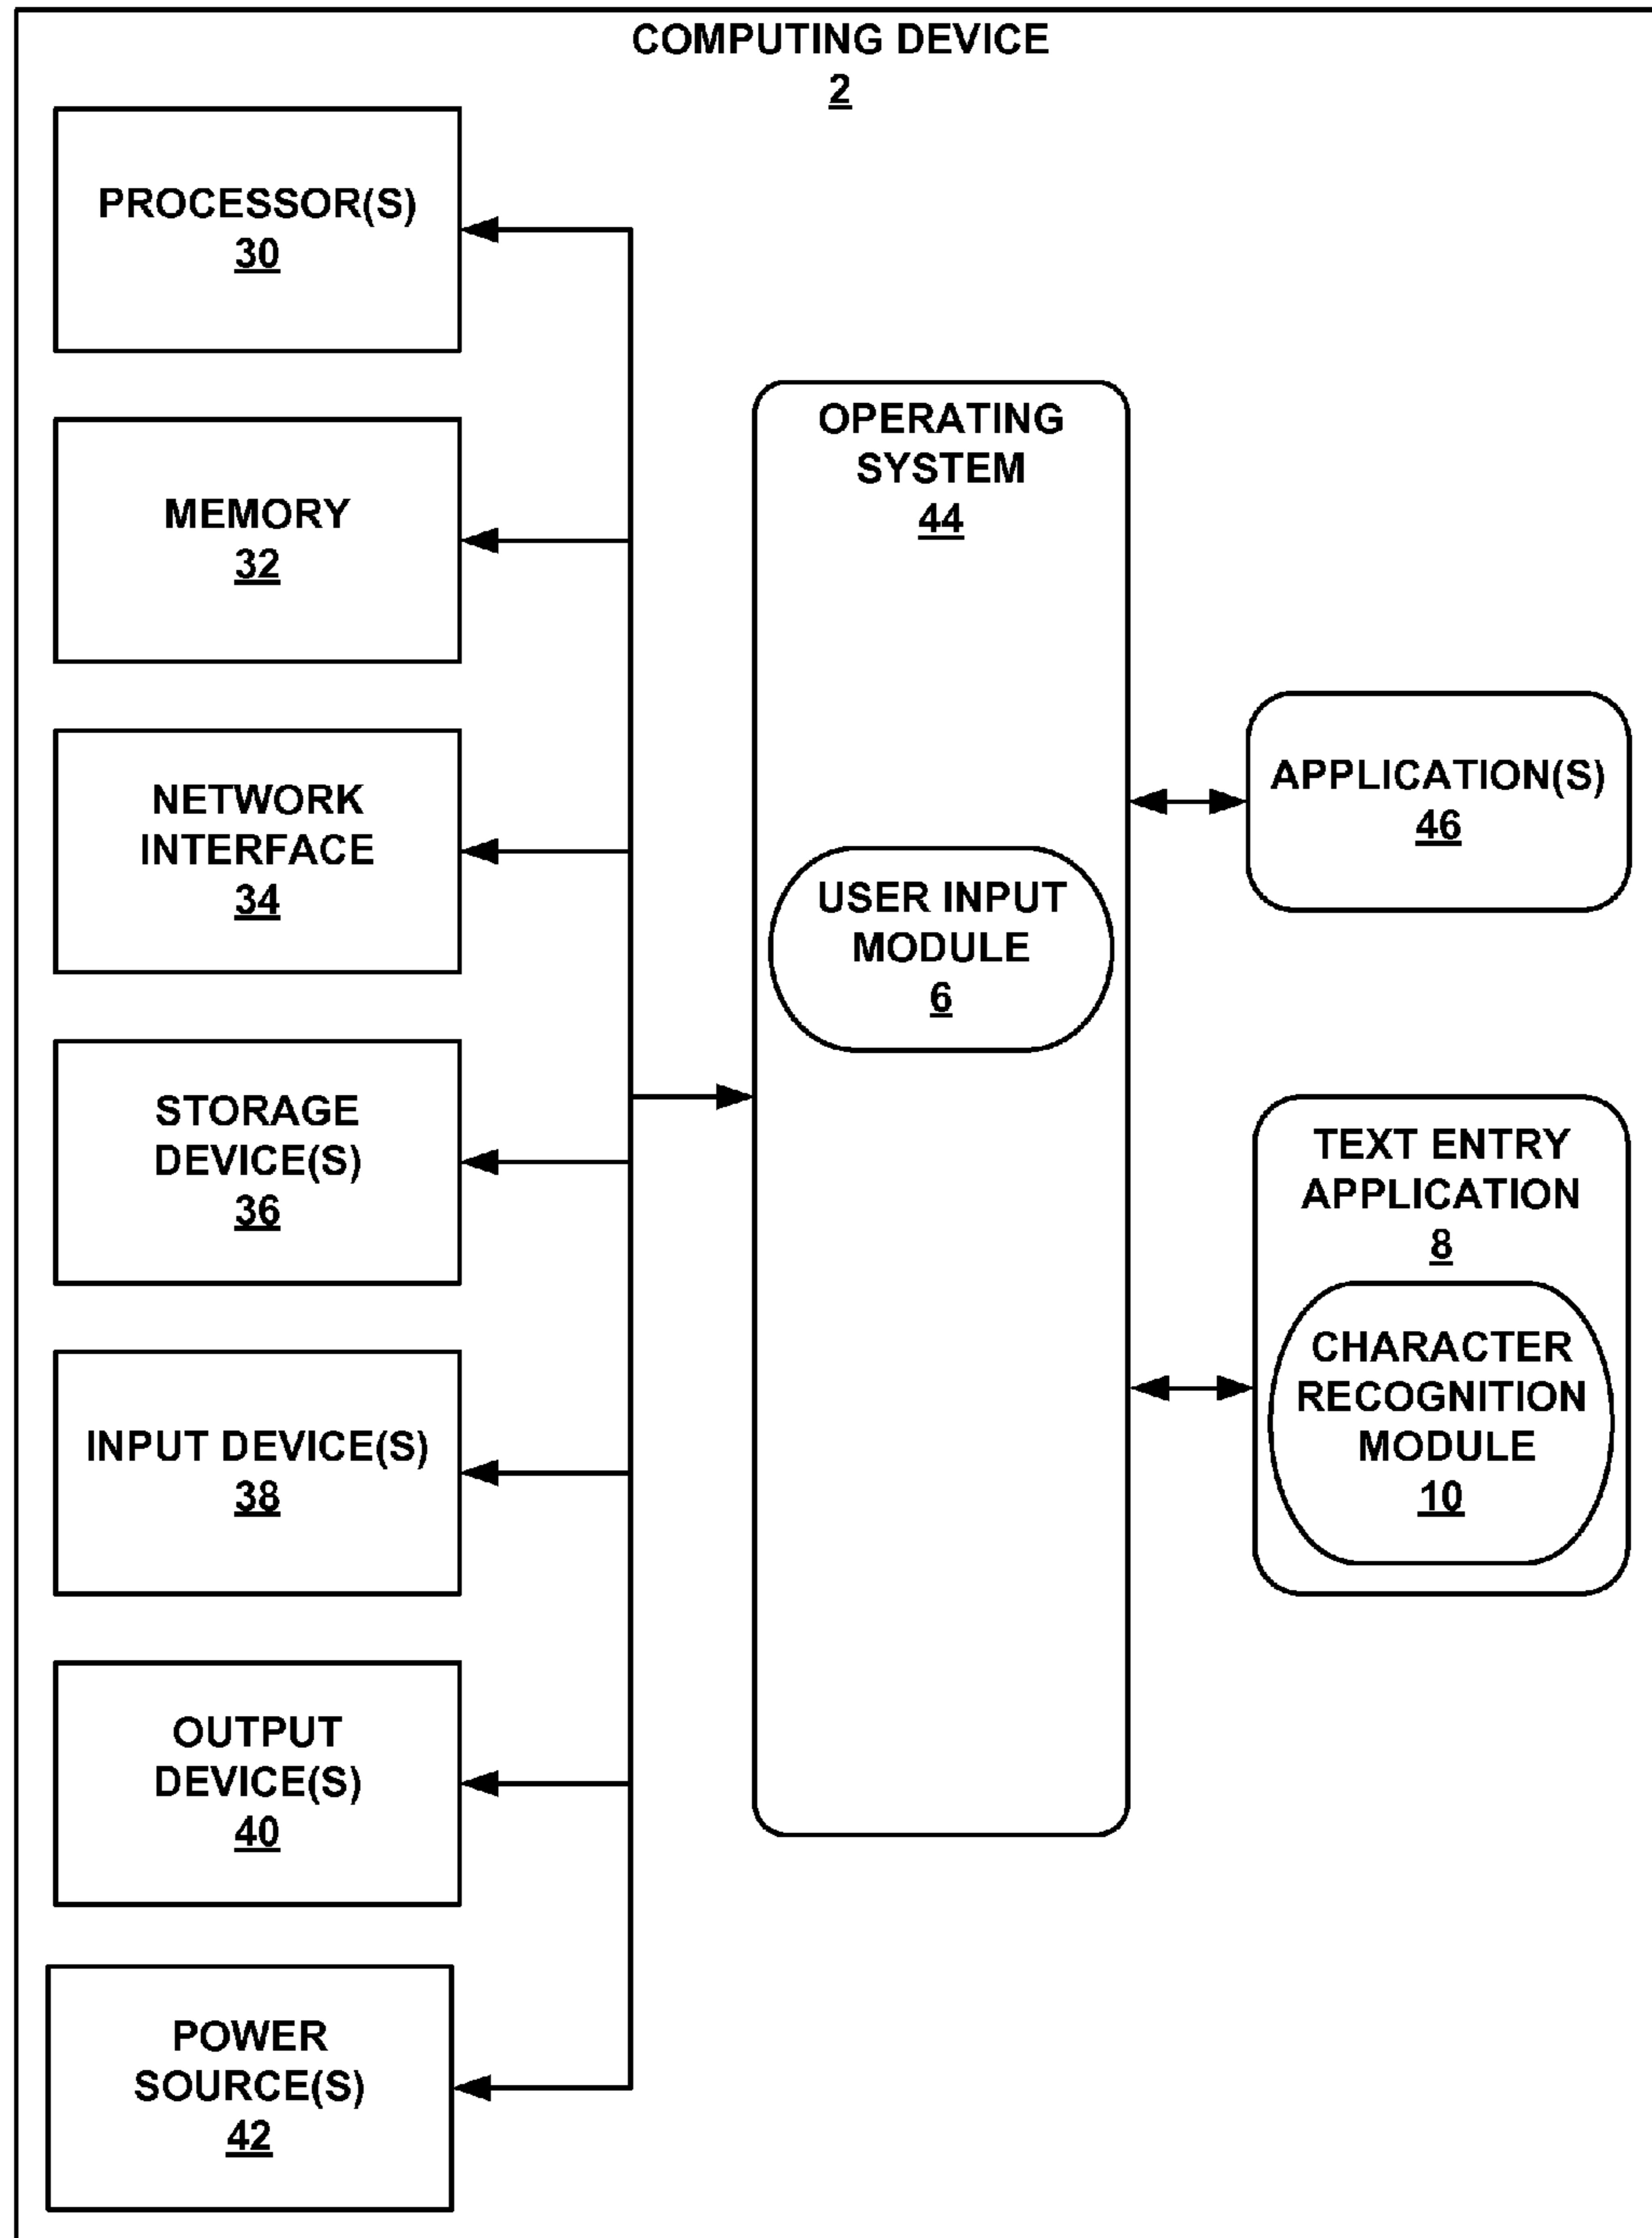 COMPUTING DEVICE
2
PROCESSOR(S)
30
MEMORY
32
NETWORK
INTERFACE
34
STORAGE
DEVICE(S)
36
INPUT DEVICE(S)
38
OUTPUT
DEVICE(S)
40
POWER
SOURCE(S)
42
OPERATING
SYSTEM
44
USER INPUT
MODULE
6
APPLICATION(S)
46
TEXT ENTRY
APPLICATION
8
CHARACTER
RECOGNITION
MODULE
10